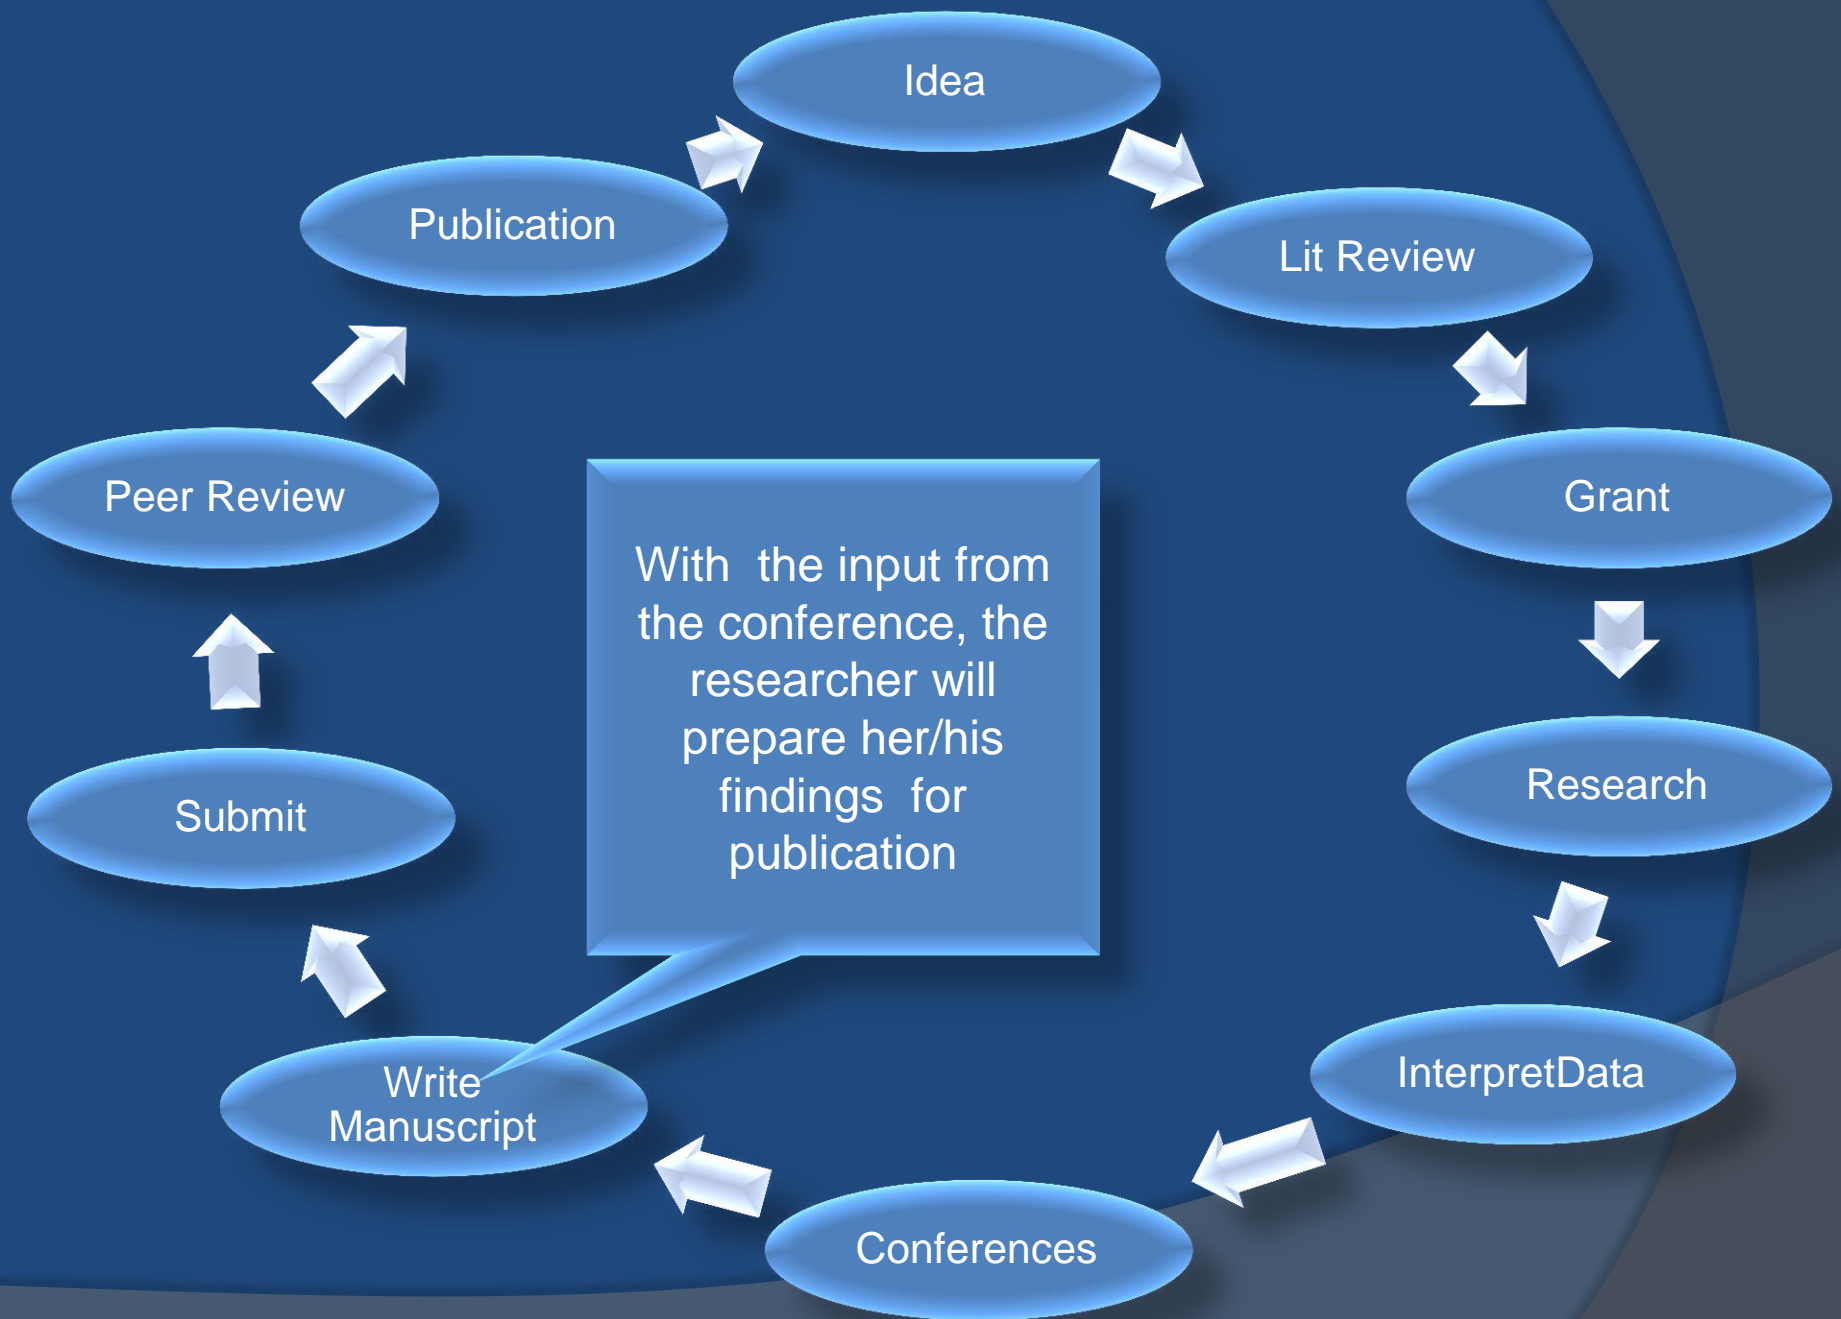 Idea
Lit Review
Grant
Research
InterpretData
Conferences
Write
Manuscript
Submit
Peer Review
Publication
With  the input from
the conference, the
researcher will
prepare her/his
findings  for
publication